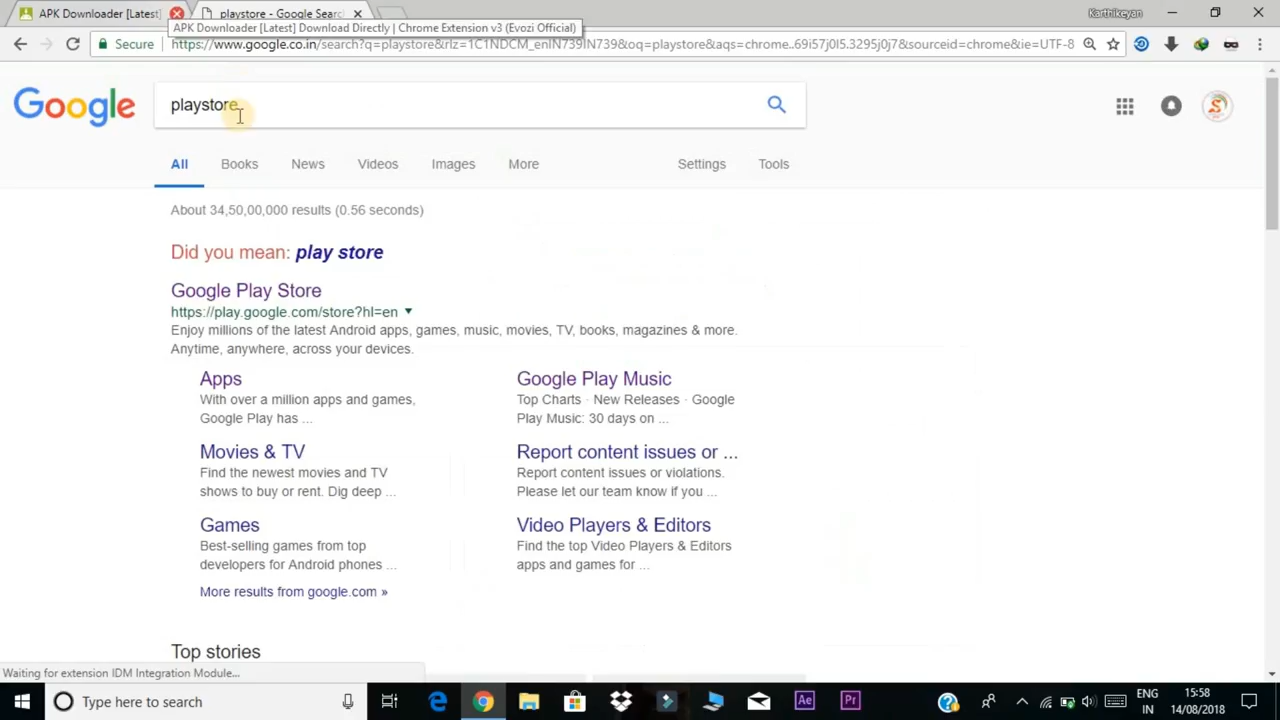 APK Downloader [Latest]
playstore - Google Search
Karthikeyan
APK Downloader [Latest] Download Directly | Chrome Extension v3 (Evozi Official)
Secure
https://www.google.co.in/search?q=playstore&rlz=1C1NDCM_enIN739IN739&oq=playstore&aqs=chrome..69i57j0l5.3295j0j7&sourceid=chrome&ie=UTF-8
Google
playstore
All Books News Videos Images More Settings Tools
About 34,50,00,000 results (0.56 seconds)
Did you mean: play store
Google Play Store
https://play.google.com/store?hl=en
Enjoy millions of the latest Android apps, games, music, movies, TV, books, magazines & more.
Anytime, anywhere, across your devices.
Apps
With over a million apps and games,
Google Play has ...
Google Play Music
Top Charts · New Releases · Google
Play Music: 30 days on ...
Movies & TV
Find the newest movies and TV
shows to buy or rent. Dig deep ...
Report content issues or ...
Report content issues or violations.
Please let our team know if you ...
Games
Best-selling games from top
developers for Android phones ...
Video Players & Editors
Find the top Video Players & Editors
apps and games for ...
More results from google.com »
Top stories
Waiting for extension IDM Integration Module...
Type here to search
Ae
Pr
ENG
IN
15:58
14/08/2018